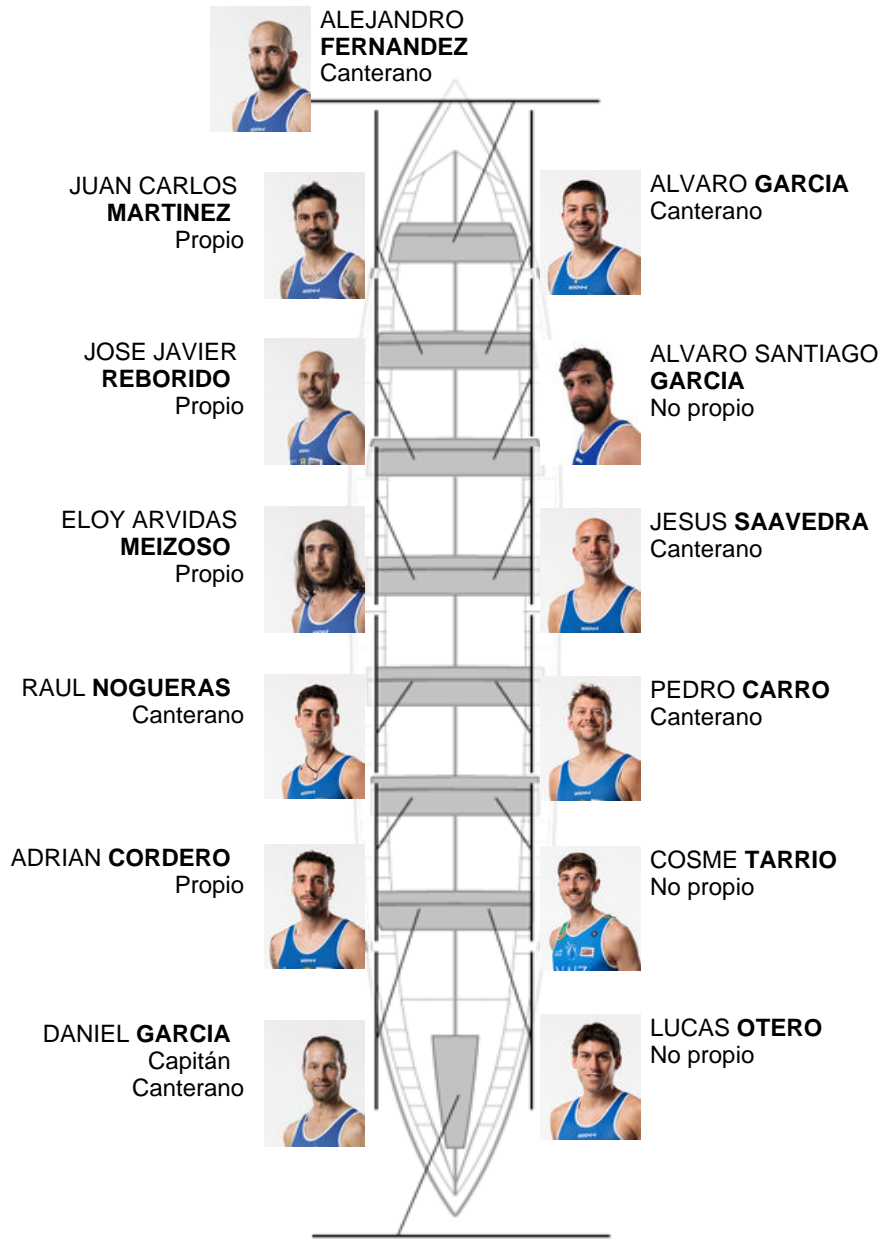 ALEJANDRO
FERNANDEZ
Canterano
JUAN CARLOS
MARTINEZ
Propio
ALVARO GARCIA
Canterano
JOSE JAVIER
REBORIDO
Propio
ALVARO SANTIAGO
GARCIA
No propio
ELOY ARVIDAS
MEIZOSO
Propio
JESUS SAAVEDRA
Canterano
RAUL NOGUERAS
Canterano
PEDRO CARRO
Canterano
ADRIAN CORDERO
Propio
COSME TARRIO
No propio
DANIEL GARCIA
Capitán
Canterano
LUCAS OTERO
No propio